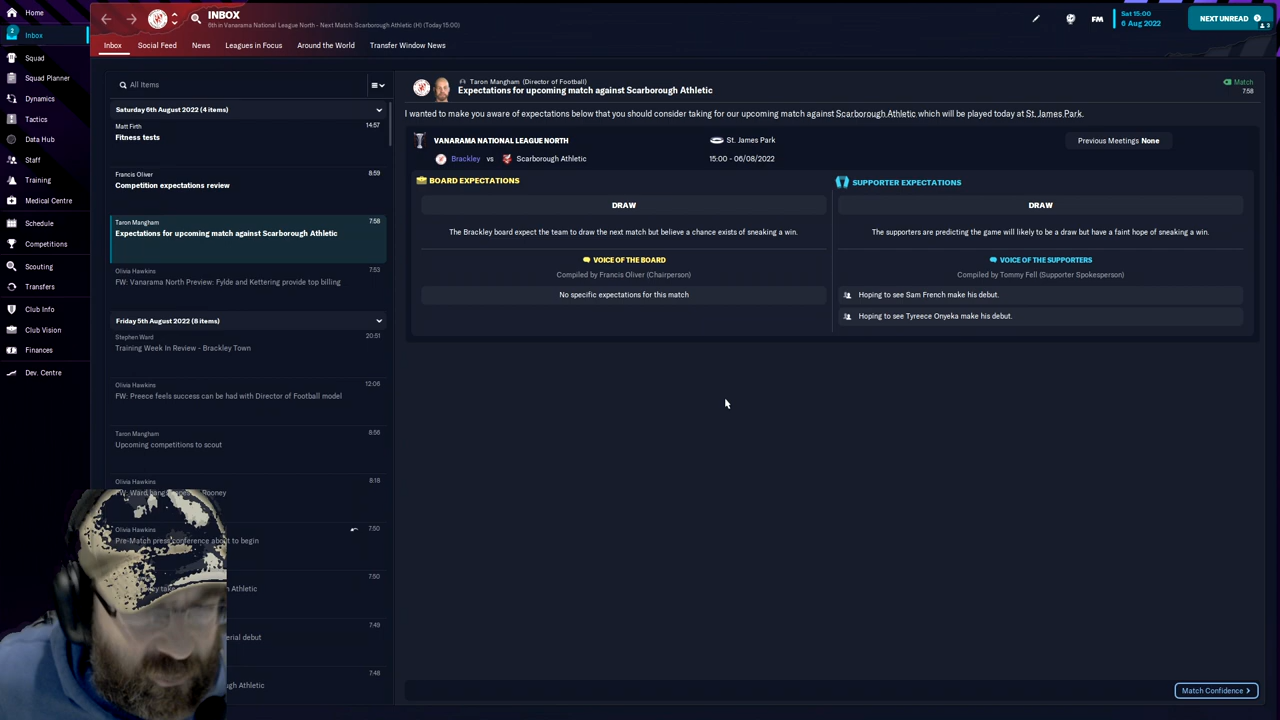 Home
2
Inbox
Squad
Squad Planner
Dynamics
Tactics
Data Hub
Staff
Training
Medical Centre
Schedule
Competitions
Scouting
Transfers
Club Info
Club Vision
Finances
Dev. Centre
INBOX
6th in Vanarama National League North - Next Match: Scarborough Athletic (H) (Today 15:00)
FM
Sat 15:00
6 Aug 2022
NEXT UNREAD
3
Inbox
Social Feed
News
Leagues in Focus
Around the World
Transfer Window News
All Items
Saturday 6th August 2022 (4 items)
Matt Firth 14:57
Fitness tests
Francis Oliver 8:59
Competition expectations review
Taron Mangham 7:58
Expectations for upcoming match against Scarborough Athletic
Olivia Hawkins 7:53
FW: Vanarama North Preview: Fylde and Kettering provide top billing
Friday 5th August 2022 (8 items)
Stephen Ward 20:51
Training Week In Review - Brackley Town
Olivia Hawkins 12:06
FW: Preece feels success can be had with Director of Football model
Taron Mangham 8:56
Upcoming competitions to scout
Olivia Hawkins 8:18
Rooney
Olivia Hawkins 7:50
Pre-Match press conference about to begin
7:50
Athletic
7:49
debut
7:48
Athletic
Taron Mangham (Director of Football)
Expectations for upcoming match against Scarborough Athletic
Match
7:58
I wanted to make you aware of expectations below that you should consider taking for our upcoming match against Scarborough Athletic which will be played today at St. James Park.
VANARAMA NATIONAL LEAGUE NORTH
St. James Park
Previous Meetings None
Brackley vs Scarborough Athletic
15:00 - 06/08/2022
BOARD EXPECTATIONS
DRAW
The Brackley board expect the team to draw the next match but believe a chance exists of sneaking a win.
VOICE OF THE BOARD
Compiled by Francis Oliver (Chairperson)
No specific expectations for this match
SUPPORTER EXPECTATIONS
DRAW
The supporters are predicting the game will likely to be a draw but have a faint hope of sneaking a win.
VOICE OF THE SUPPORTERS
Compiled by Tommy Fell (Supporter Spokesperson)
Hoping to see Sam French make his debut.
Hoping to see Tyreece Onyeka make his debut.
Match Confidence